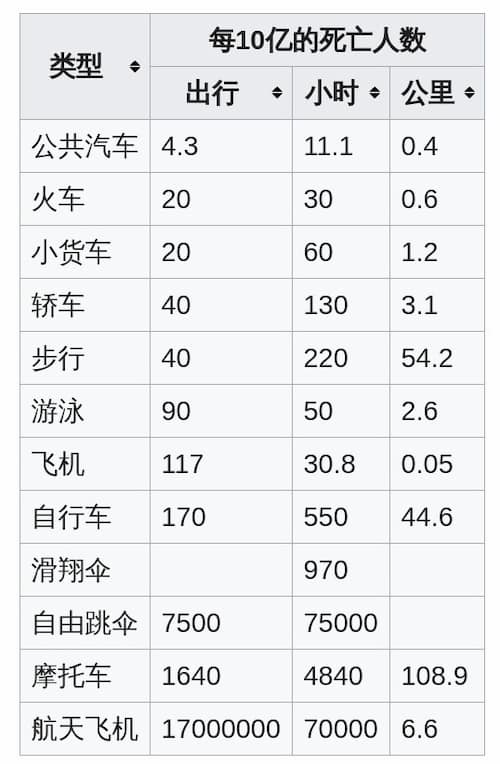 类型 每10亿的死亡人数
出行 小时 公里
公共汽车 4.3 11.1 0.4
火车 20 30 0.6
小货车 20 60 1.2
轿车 40 130 3.1
步行 40 220 54.2
游泳 90 50 2.6
飞机 117 30.8 0.05
自行车 170 550 44.6
滑翔伞 970
自由跳伞 7500 75000
摩托车 1640 4840 108.9
航天飞机 17000000 70000 6.6